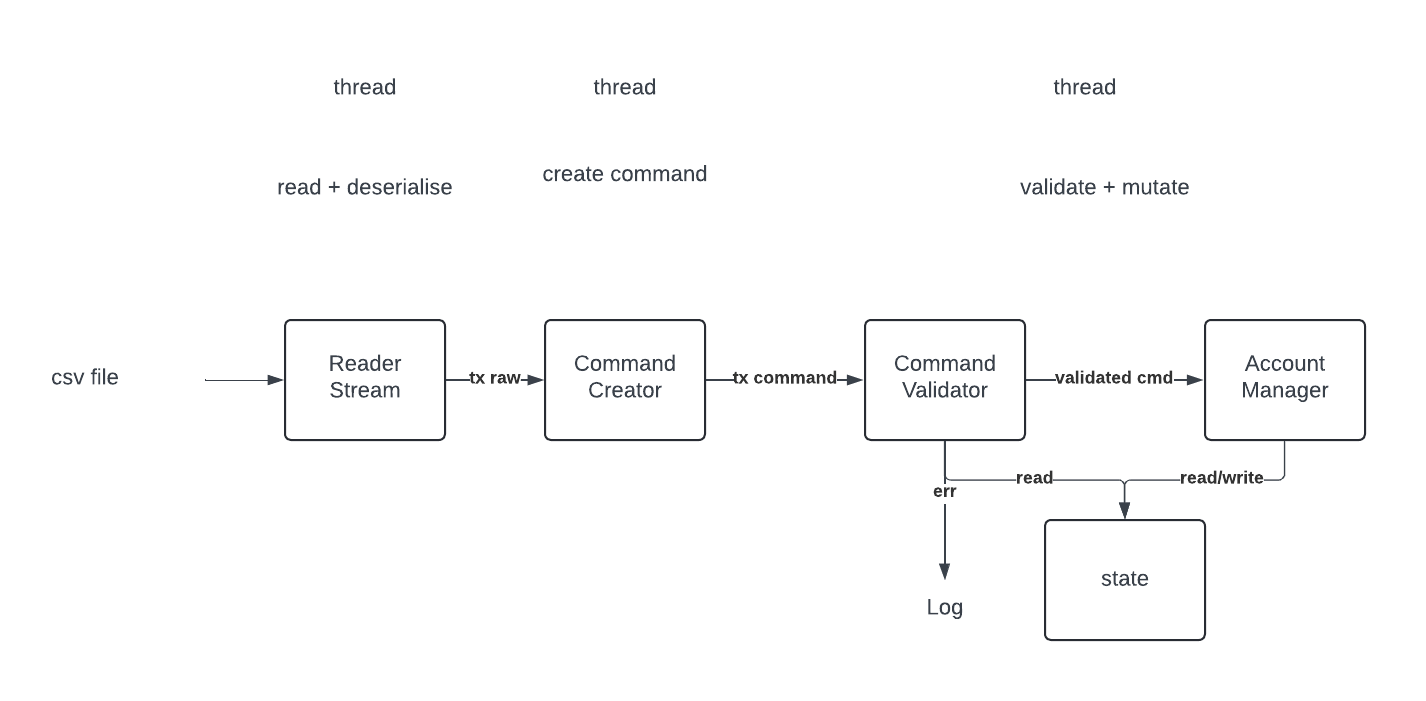 thread
thread
thread
read + deserialise
create command
validate + mutate
csv file
Reader
Stream
tx raw
Command
Creator
tx command
Command
Validator
validated cmd
Account
Manager
err
read
read/write
Log
state